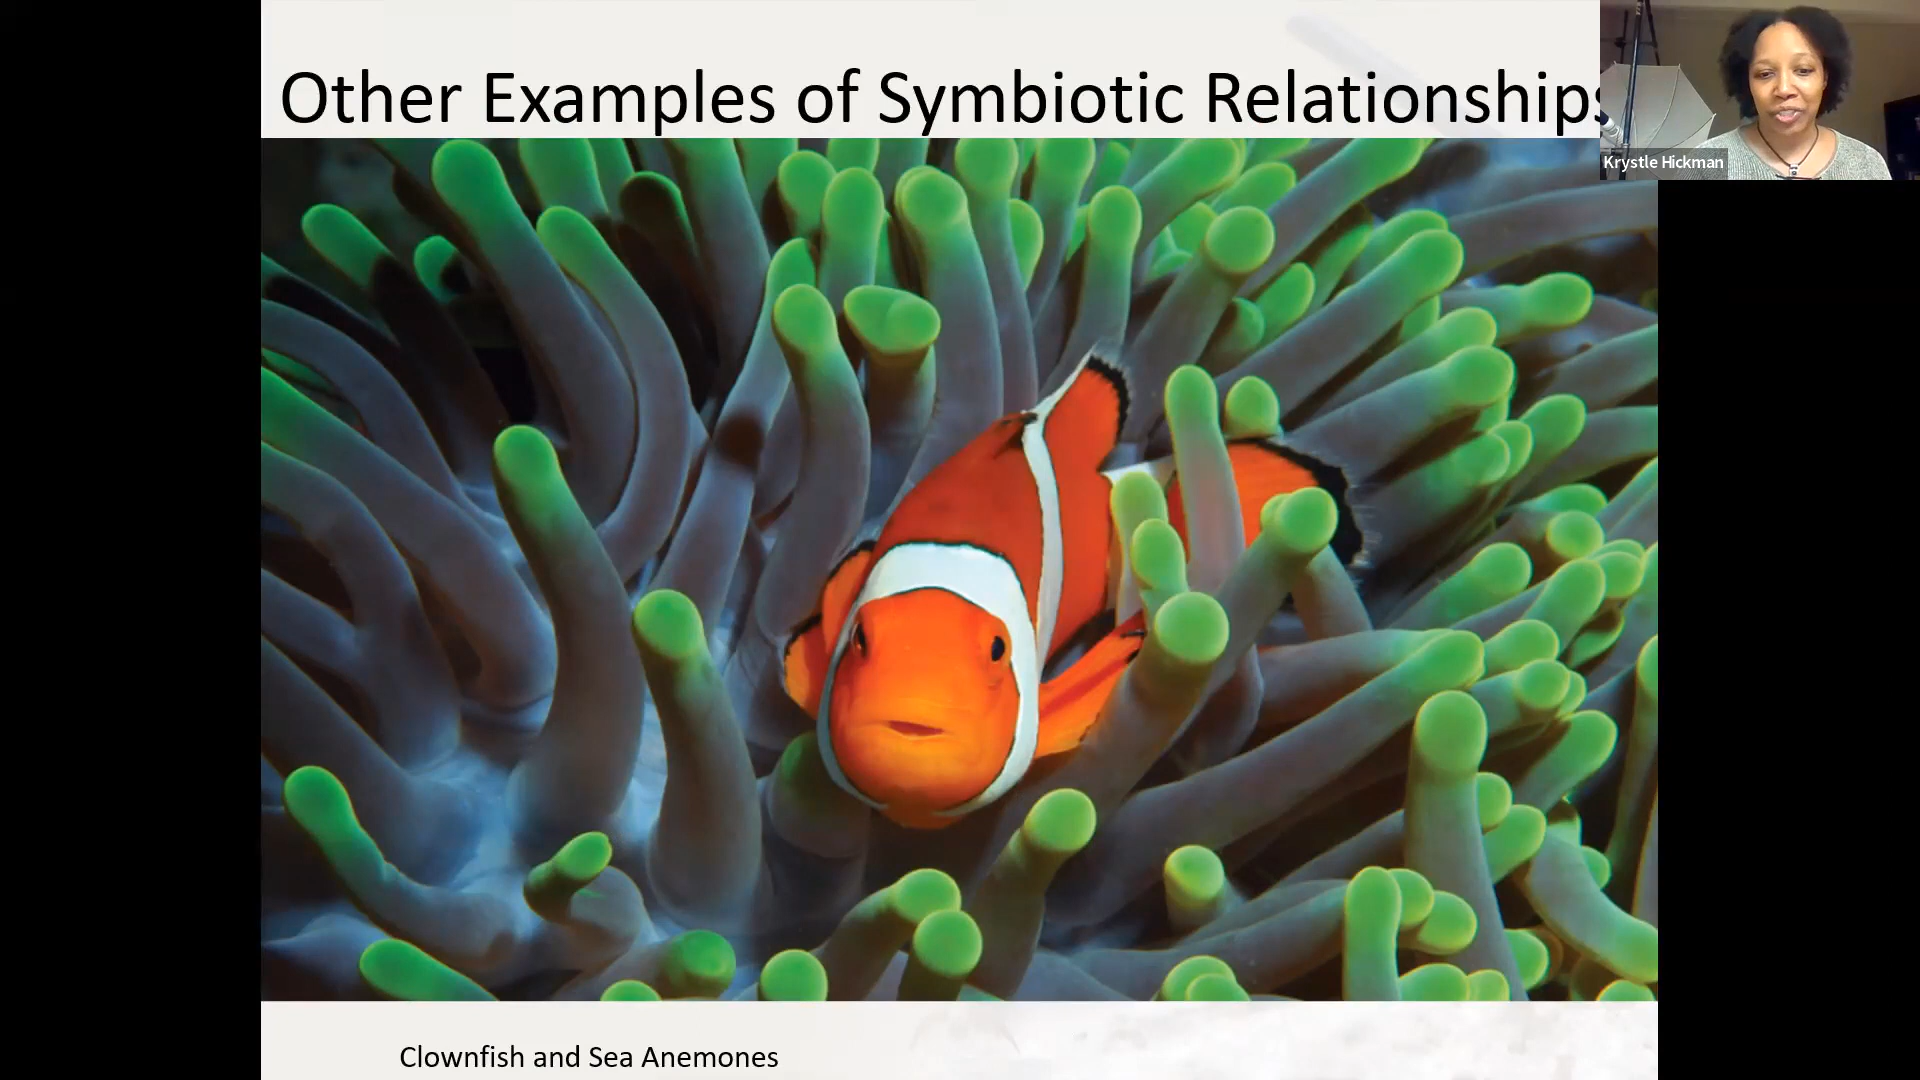 Other Examples of Symbiotic Relationships
Krystle Hickman
Clownfish and Sea Anemones